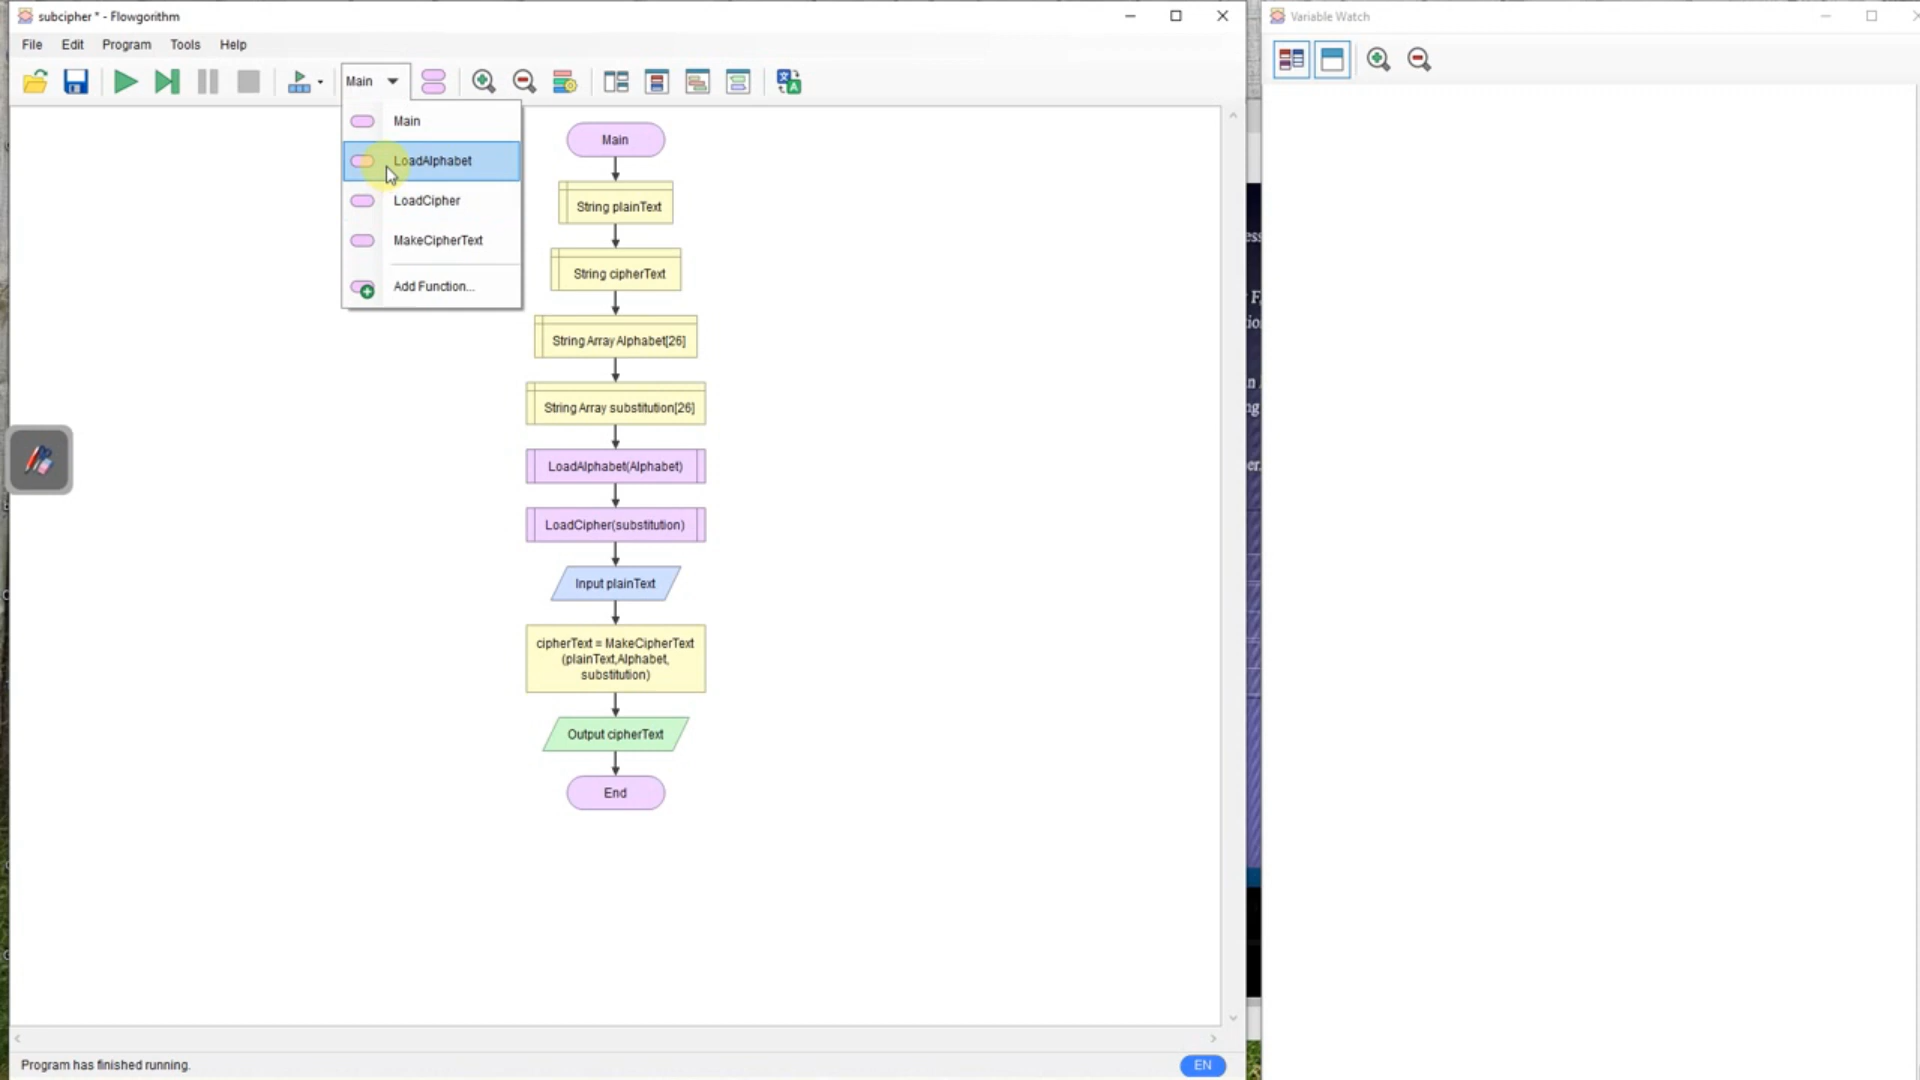 subcipher * - Flowgorithm
Variable Watch
File Edit Program Tools Help
Main
Main
LoadAlphabet
LoadCipher
MakeCipherText
Add Function...
Main
String plainText
String cipherText
String Array Alphabet[26]
String Array substitution[26]
LoadAlphabet(Alphabet)
LoadCipher(substitution)
Input plainText
cipherText = MakeCipherText
(plainText,Alphabet,
substitution)
Output cipherText
End
Program has finished running.
EN